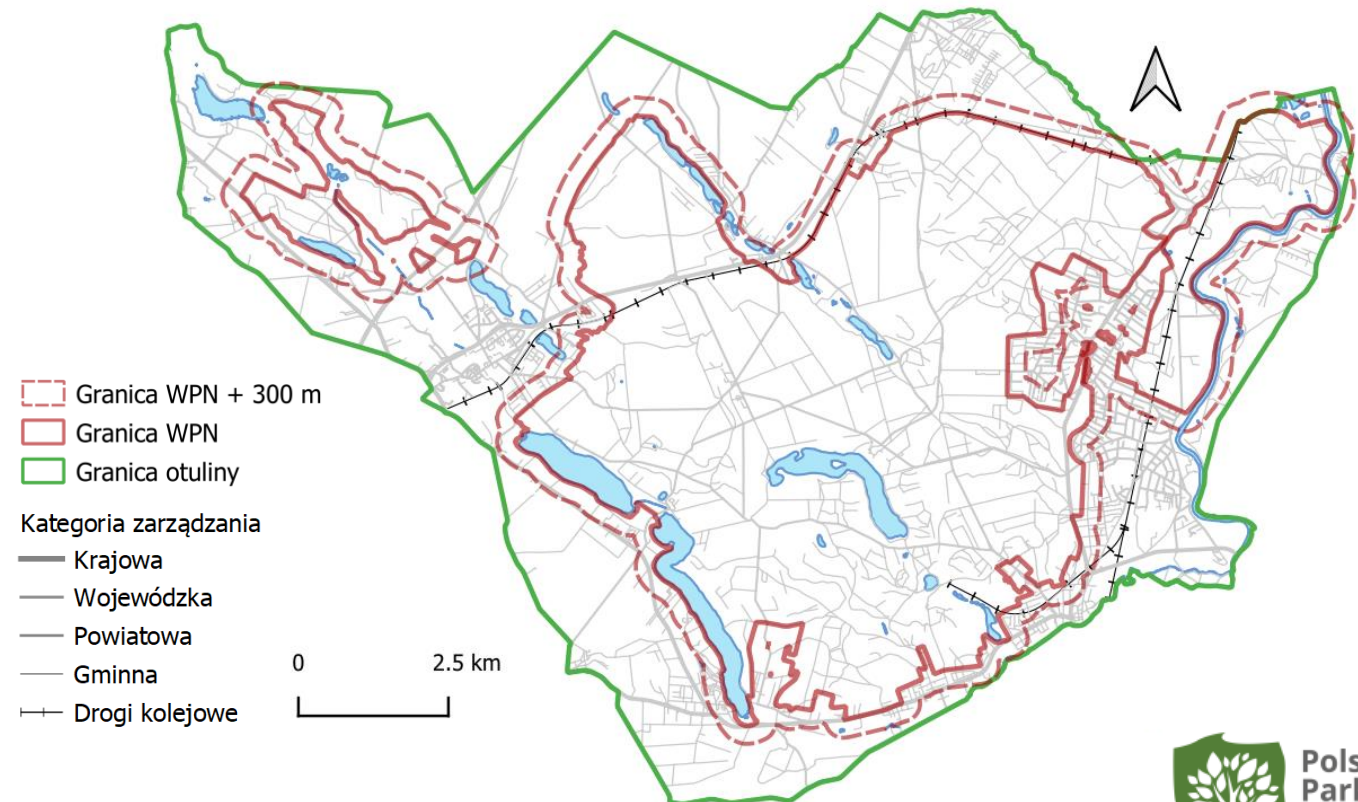 Granica WPN + 300 m
Granica WPN
Granica otuliny
Kategoria zarządzania
Krajowa
Wojewódzka
Powiatowa
Gminna
Drogi kolejowe
0 2.5 km
Pols
Park